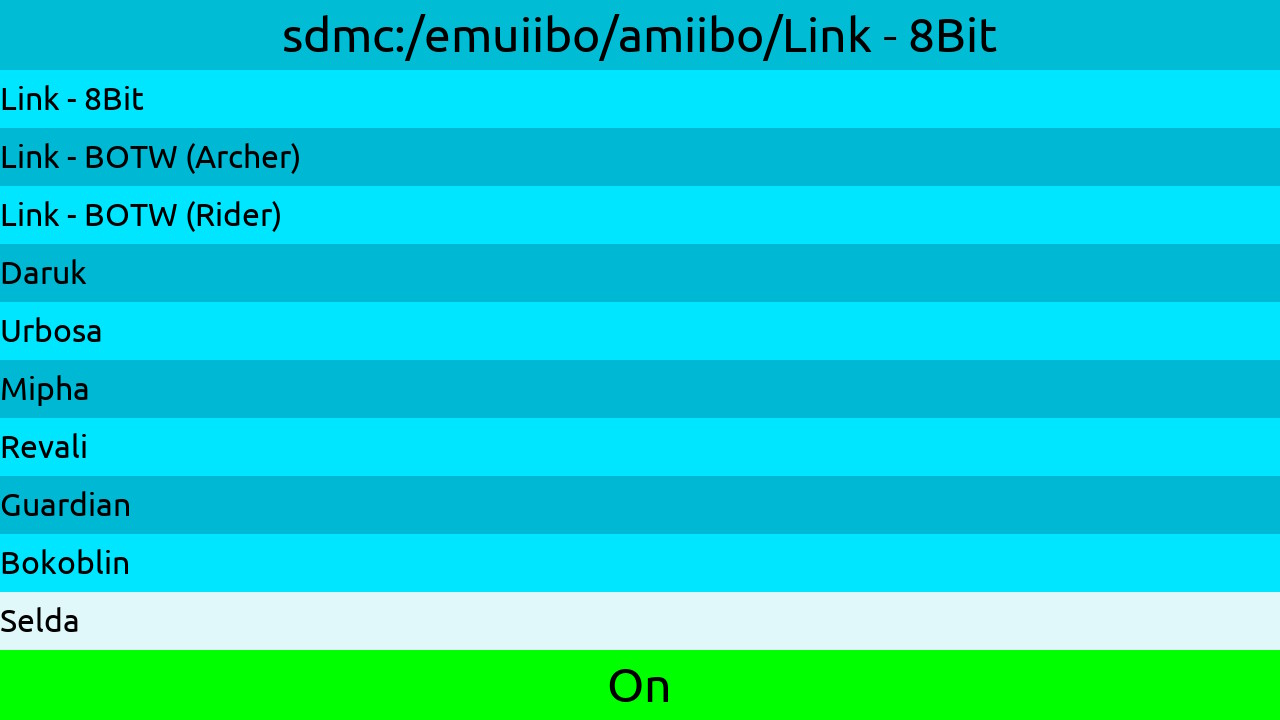 sdmc:/emuiibo/amiibo/Link - 8Bit
Link - 8Bit
Link - BOTW (Archer)
Link - BOTW (Rider)
Daruk
Urbosa
Mipha
Revali
Guardian
Bokoblin
Selda
On